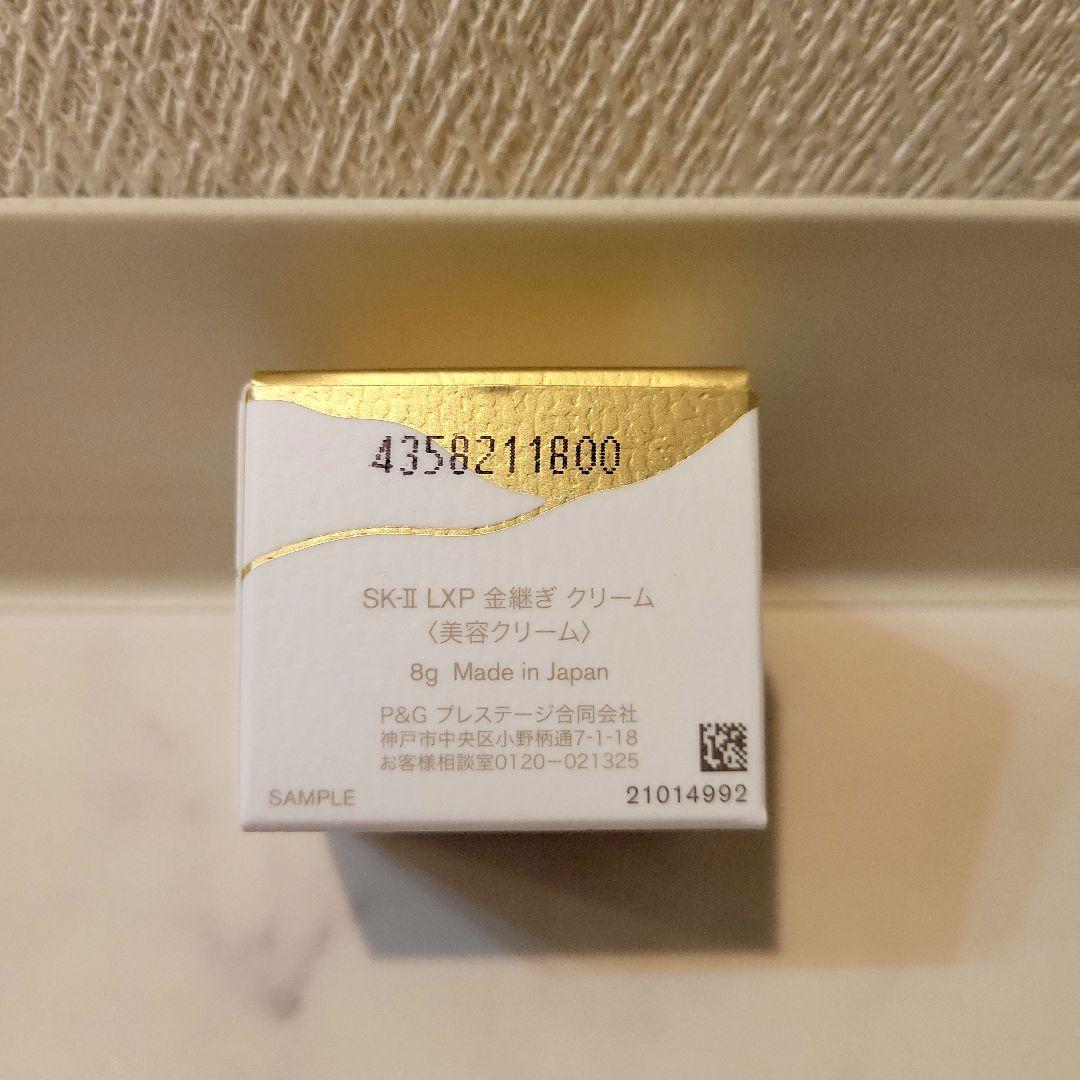 4358211800
SK-II LXP 金継ぎ クリーム
〈美容クリーム〉
8g Made in Japan
P&G プレステージ合同会社
神戸市中央区小野柄通7-1-18
お客様相談室0120-021325
SAMPLE
21014992